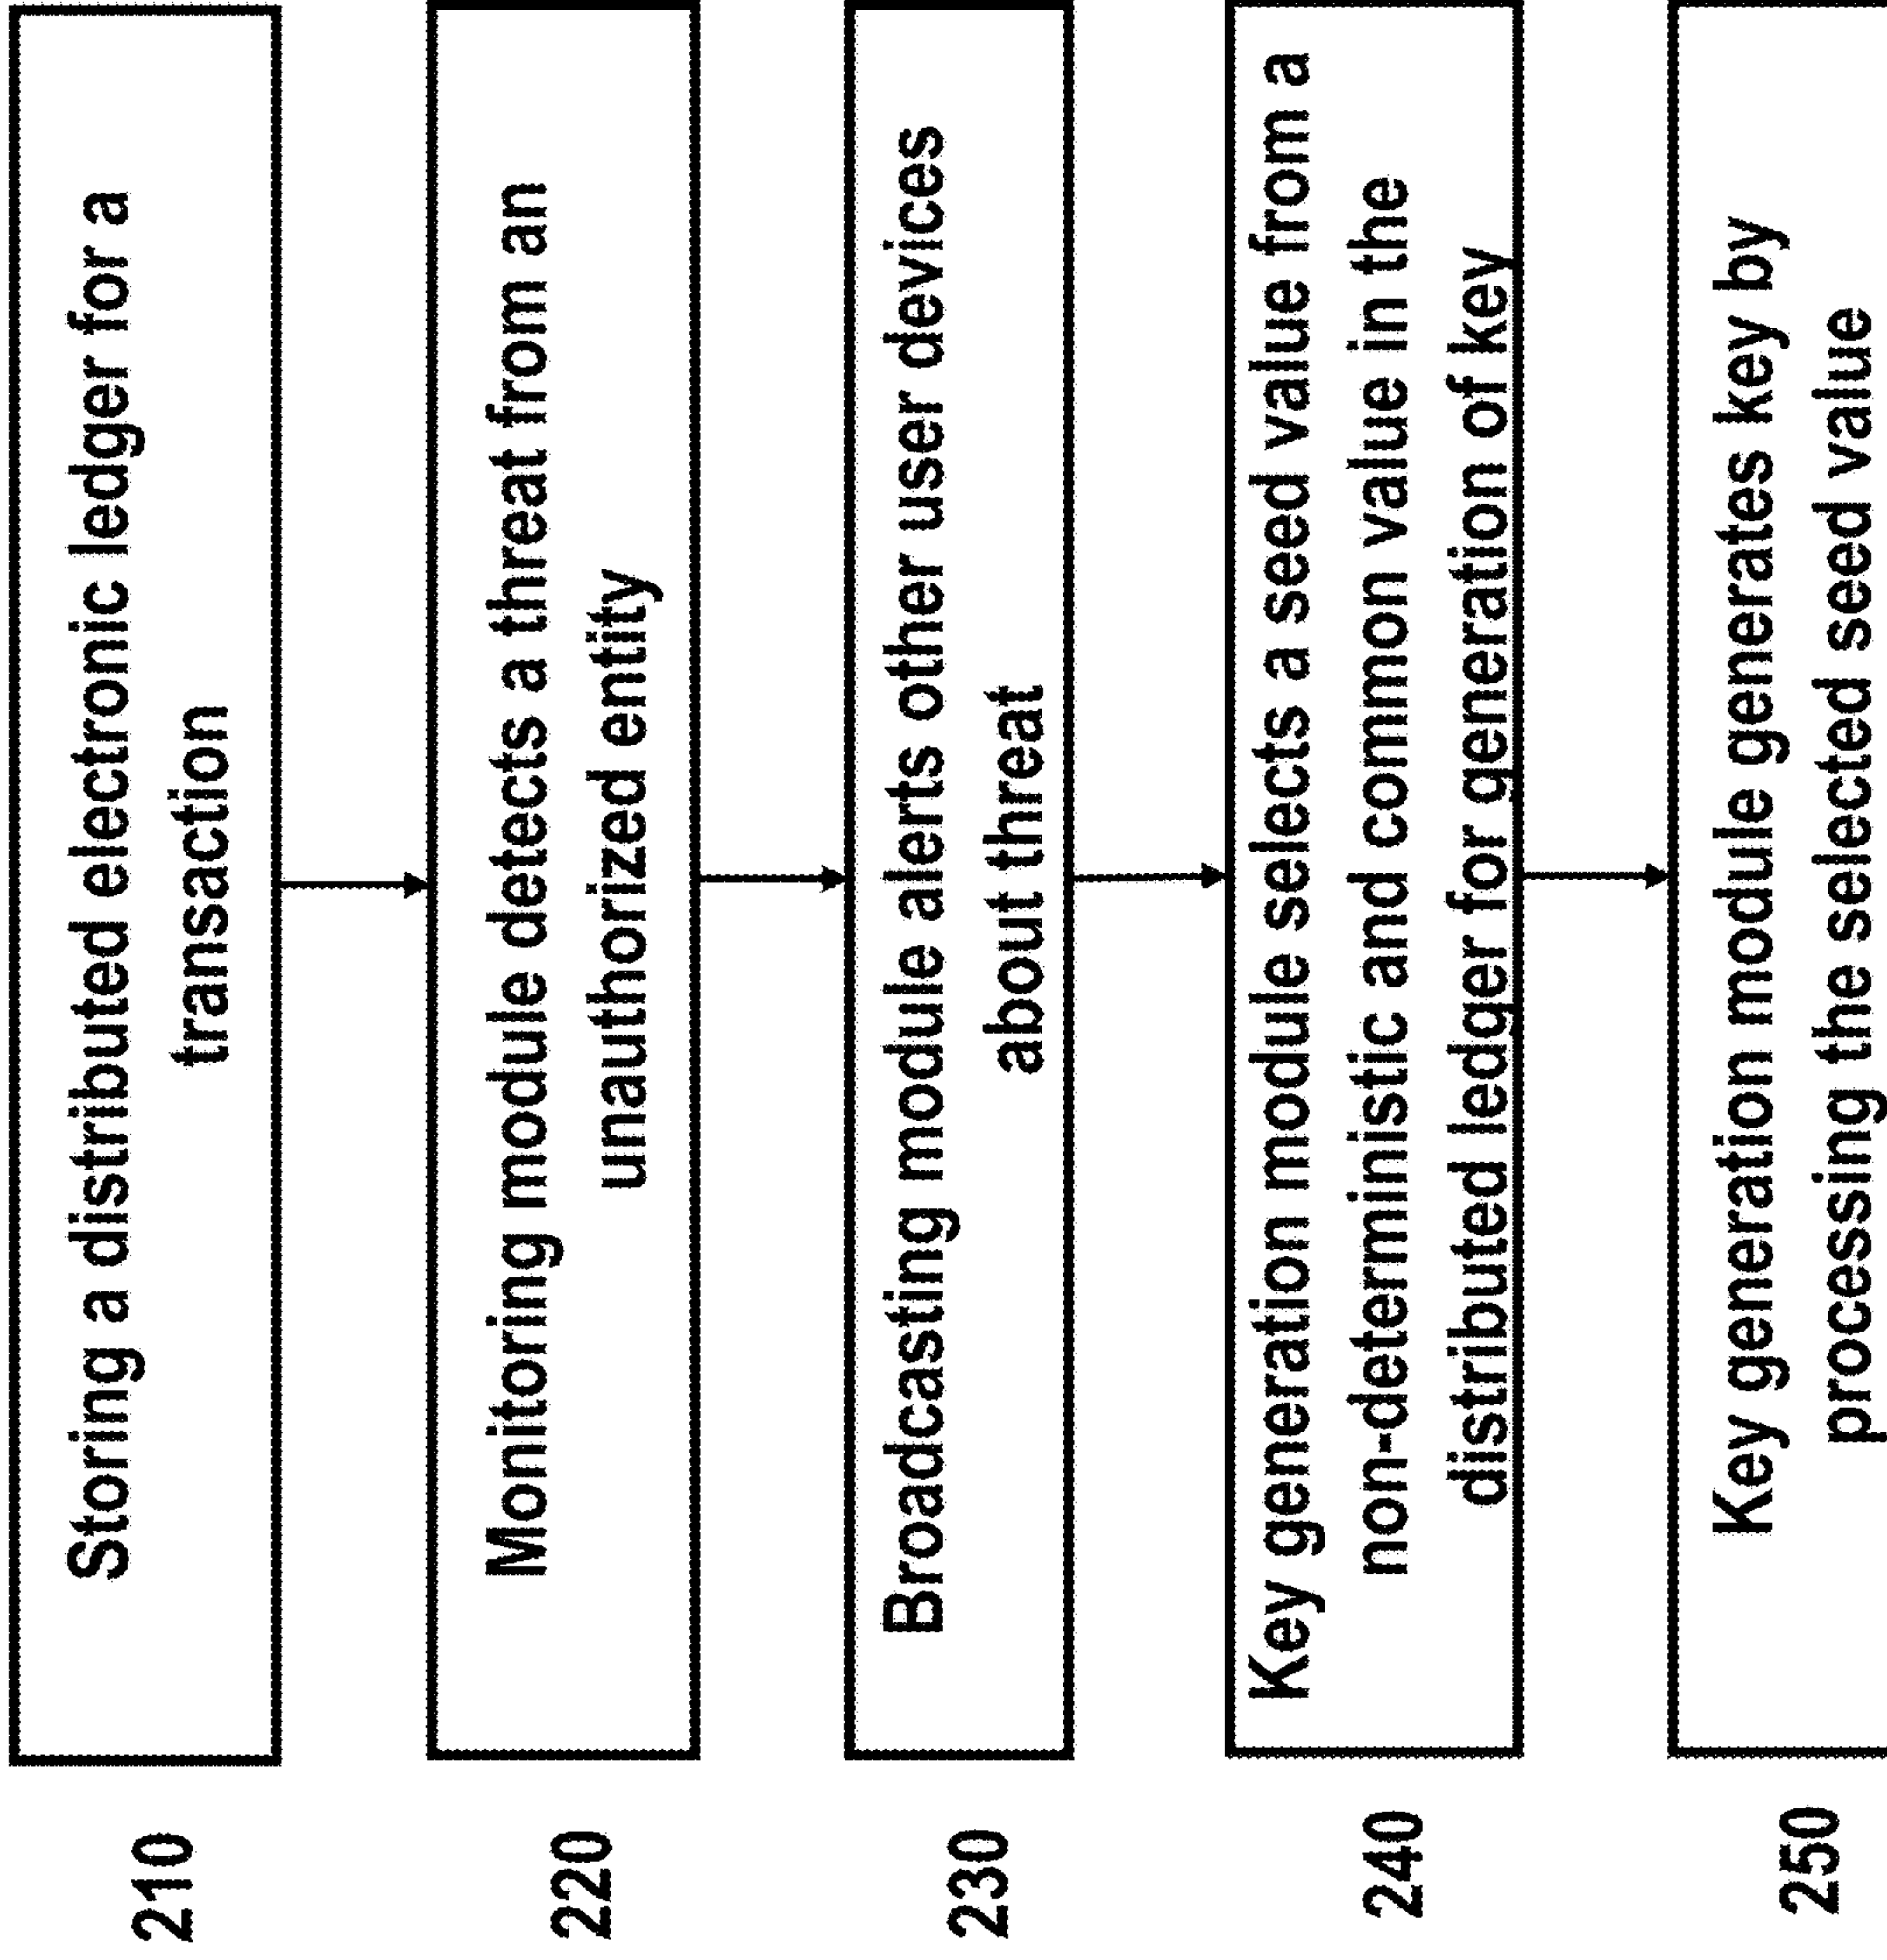 210
Storing a distributed electronic ledger for a
transaction
220
Monitoring module detects a threat from an
unauthorized entity
230
Broadcasting module alerts other user devices
about threat
240
Key generation module selects a seed value from a
non-deterministic and common value in the
distributed ledger for generation of key
250
Key generation module generates key by
processing the selected seed value